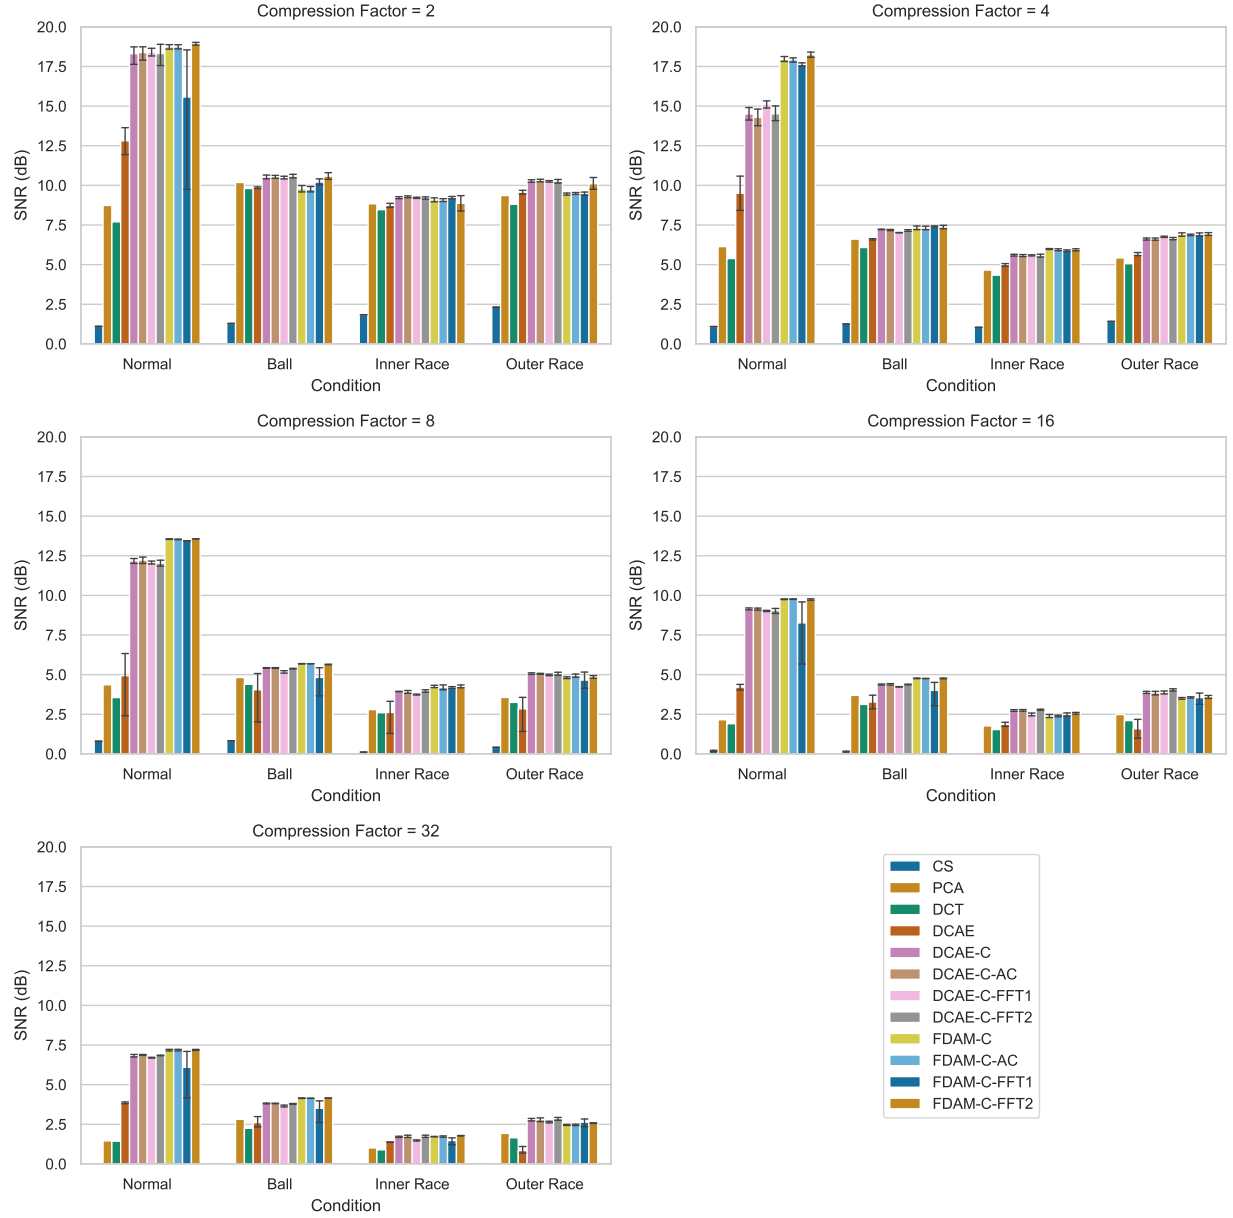 Compression Factor = 2
20.0
17.5
15.0
12.5
10.0
7.5
5.0
2.5
0.0
SNR (dB)
Normal Ball Inner Race Outer Race
Condition
Compression Factor = 4
20.0
17.5
15.0
12.5
10.0
7.5
5.0
2.5
0.0
SNR (dB)
Normal Ball Inner Race Outer Race
Condition
Compression Factor = 8
20.0
17.5
15.0
12.5
10.0
7.5
5.0
2.5
0.0
SNR (dB)
Normal Ball Inner Race Outer Race
Condition
Compression Factor = 16
20.0
17.5
15.0
12.5
10.0
7.5
5.0
2.5
0.0
SNR (dB)
Normal Ball Inner Race Outer Race
Condition
Compression Factor = 32
20.0
17.5
15.0
12.5
10.0
7.5
5.0
2.5
0.0
SNR (dB)
Normal Ball Inner Race Outer Race
Condition
CS
PCA
DCT
DCAE
DCAE-C
DCAE-C-AC
DCAE-C-FFT1
DCAE-C-FFT2
FDAM-C
FDAM-C-AC
FDAM-C-FFT1
FDAM-C-FFT2